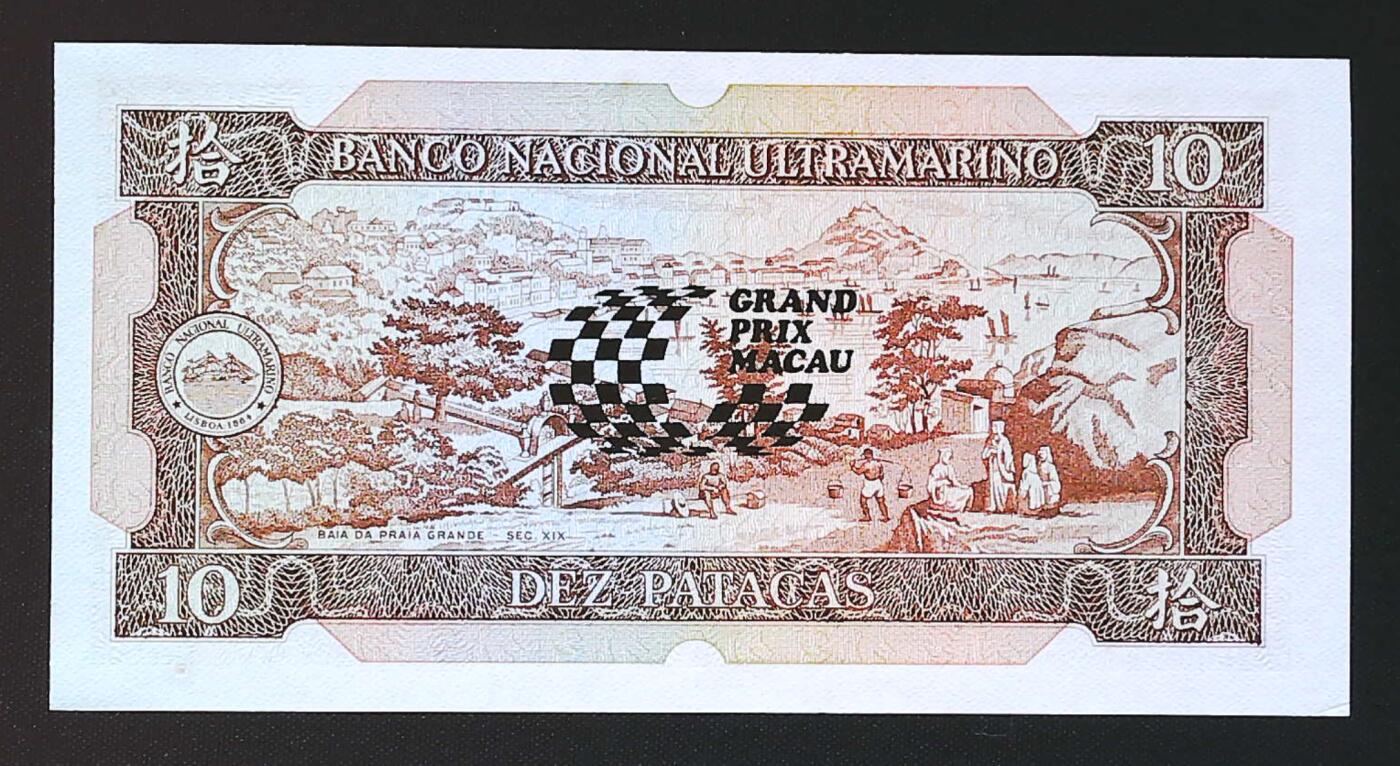 拾
BANCO NACIONAL ULTRAMARINO
10
GRAND
PRIX
MACAU
BANCO NACIONAL ULTRAMARINO
★ LISBOA 1864 ★
BAIA DA PRAIA GRANDE - SEC. XIX
10
DEZ PATACAS
拾